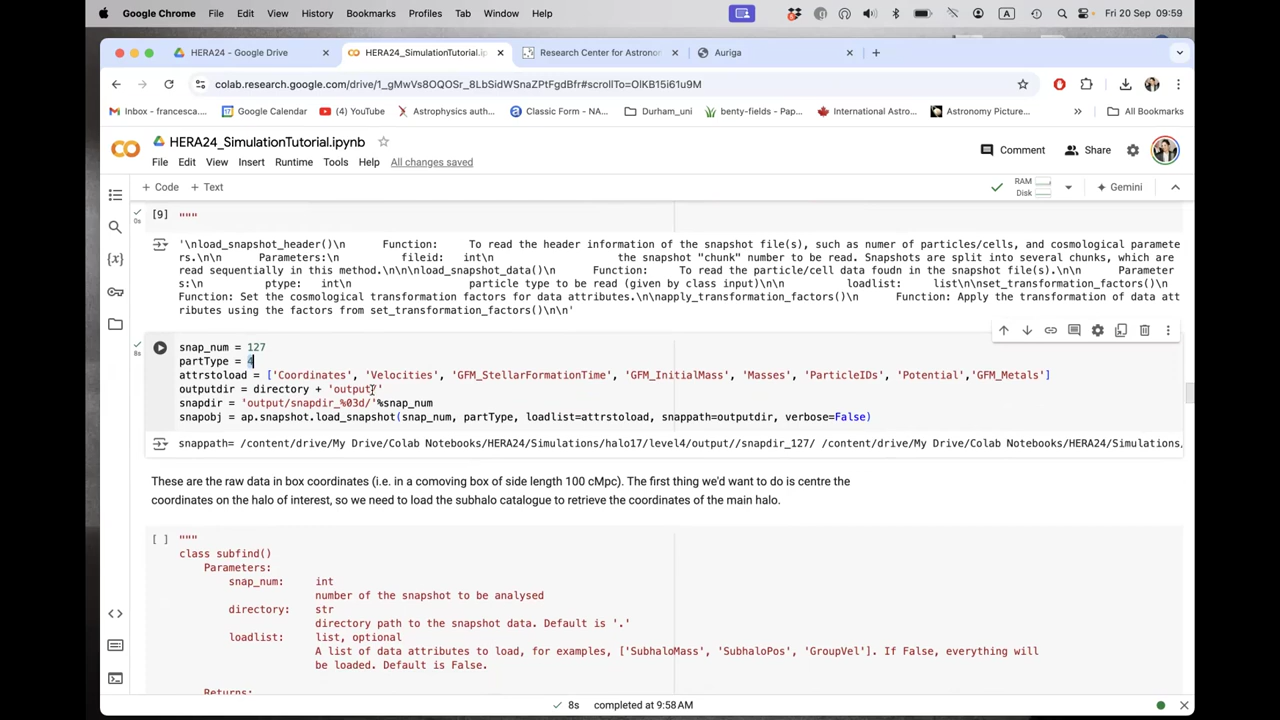 Google Chrome File Edit View History Bookmarks Profiles Tab Window Help A Fri 20 Sep 09:59
HERA24 - Google Drive HERA24_SimulationTutorial.ip Research Center for Astronom Auriga
colab.research.google.com/drive/1_gMwVs8OQOSr_8LbSidWSnaZPtFgdBfr#scrollTo=OlKB15i61u9M
Inbox - francesca.... Google Calendar (4) YouTube Astrophysics auth... Classic Form - NA... Durham_uni benty-fields - Pap... International Astro... Astronomy Picture... » All Bookmarks
HERA24_SimulationTutorial.ipynb
File Edit View Insert Runtime Tools Help All changes saved
Comment Share
+ Code + Text
RAM
Disk
Gemini
[9] """
0s
'\nload_snapshot_header()\n Function: To read the header information of the snapshot file(s), such as numer of particles/cells, and cosmological paramete
rs.\n\n Parameters:\n fileid: int\n the snapshot "chunk" number to be read. Snapshots are split into several chunks, which are
read sequentially in this method.\n\n\nload_snapshot_data()\n Function: To read the particle/cell data foudn in the snapshot file(s).\n\n Parameter
s:\n ptype: int\n particle type to be read (given by class input)\n\n loadlist: list\n\nset_transformation_factors()\n
Function: Set the cosmological transformation factors for data attributes.\n\napply_transformation_factors()\n Function: Apply the transformation of data att
ributes using the factors from set_transformation_factors()\n\n'
8s
snap_num = 127
partType = 4
attrstoload = ['Coordinates', 'Velocities', 'GFM_StellarFormationTime', 'GFM_InitialMass', 'Masses', 'ParticleIDs', 'Potential','GFM_Metals']
outputdir = directory + 'output/'
snapdir = 'output/snapdir_%03d/'%snap_num
snapobj = ap.snapshot.load_snapshot(snap_num, partType, loadlist=attrstoload, snappath=outputdir, verbose=False)
snappath= /content/drive/My Drive/Colab Notebooks/HERA24/Simulations/halo17/level4/output//snapdir_127/ /content/drive/My Drive/Colab Notebooks/HERA24/Simulations,
These are the raw data in box coordinates (i.e. in a comoving box of side length 100 cMpc). The first thing we'd want to do is centre the
coordinates on the halo of interest, so we need to load the subhalo catalogue to retrieve the coordinates of the main halo.
[ ] """
class subfind()
Parameters:
snap_num: int
number of the snapshot to be analysed
directory: str
directory path to the snapshot data. Default is '.'
loadlist: list, optional
A list of data attributes to load, for examples, ['SubhaloMass', 'SubhaloPos', 'GroupVel']. If False, everything will
be loaded. Default is False.
Returns:
8s completed at 9:58 AM